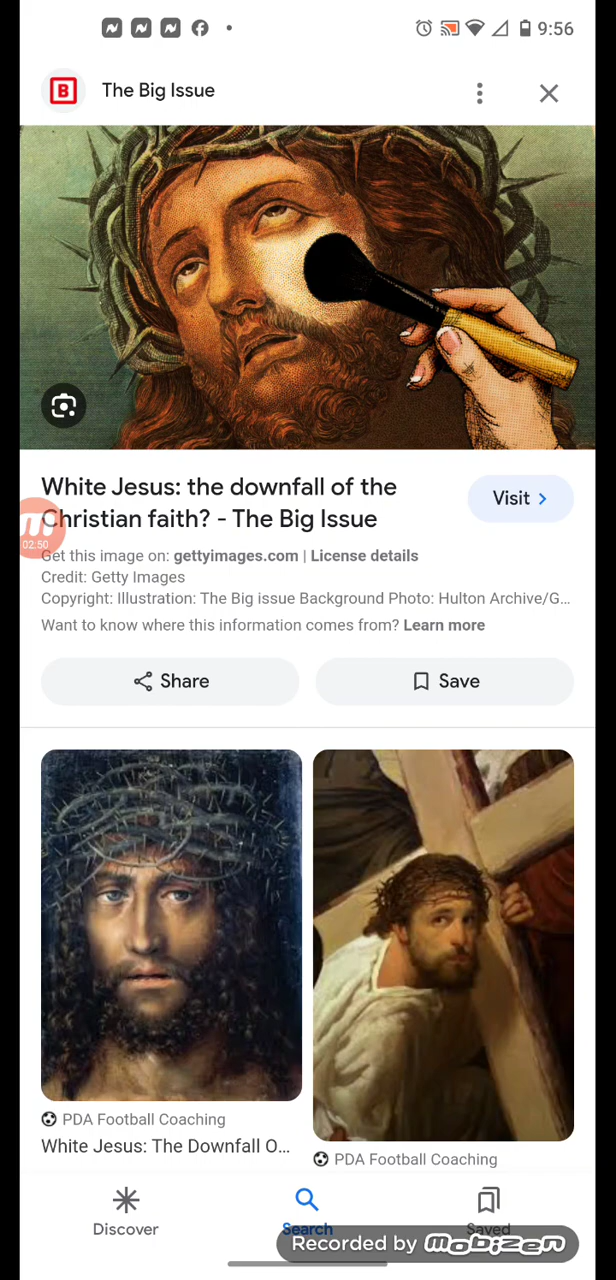 9:56
B The Big Issue
White Jesus: the downfall of the
Christian faith? - The Big Issue
Visit
02:50
Get this image on: gettyimages.com | License details
Credit: Getty Images
Copyright: Illustration: The Big issue Background Photo: Hulton Archive/G...
Want to know where this information comes from? Learn more
Share
Save
PDA Football Coaching
White Jesus: The Downfall O...
PDA Football Coaching
Discover
Search
Saved
Recorded by mobizen